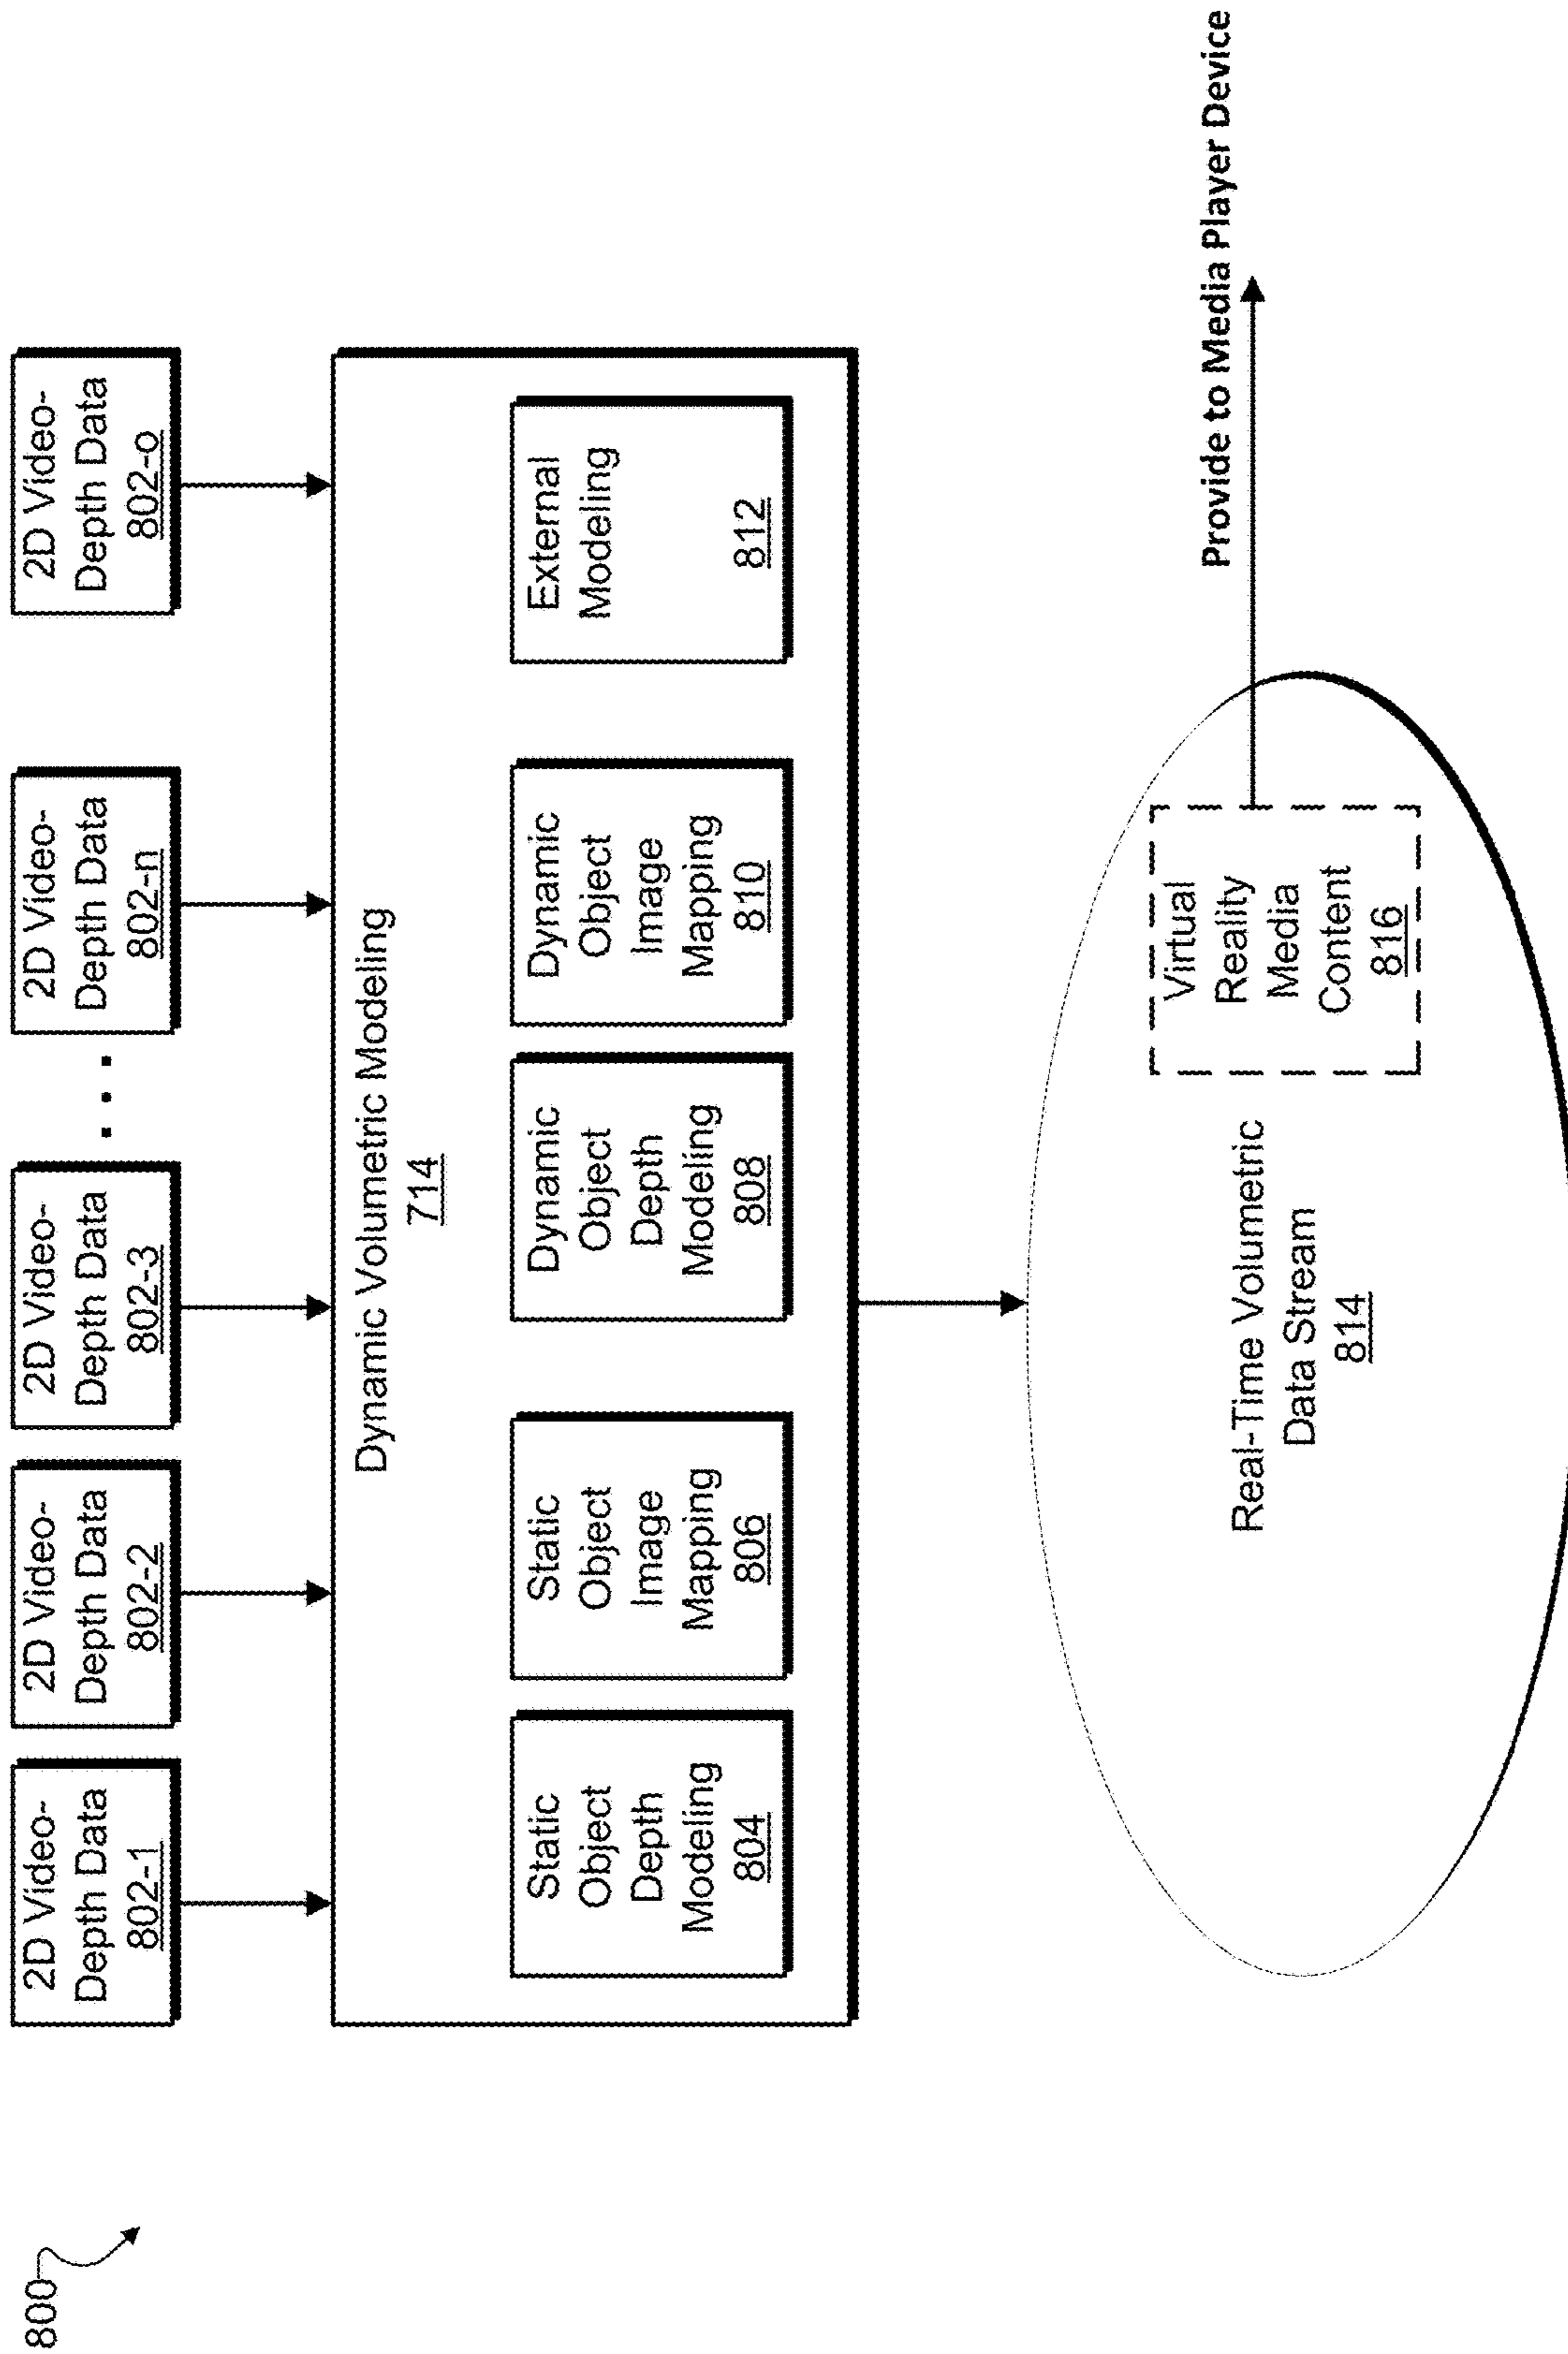 800
2D Video-
Depth Data
802-1
2D Video-
Depth Data
802-2
2D Video-
Depth Data
802-3
...
2D Video-
Depth Data
802-n
2D Video-
Depth Data
802-o
Dynamic Volumetric Modeling
714
Static
Object
Depth
Modeling
804
Static
Object
Image
Mapping
806
Dynamic
Object
Depth
Modeling
808
Dynamic
Object
Image
Mapping
810
External
Modeling
812
Real-Time Volumetric
Data Stream
814
Virtual
Reality
Media
Content
816
Provide to Media Player Device